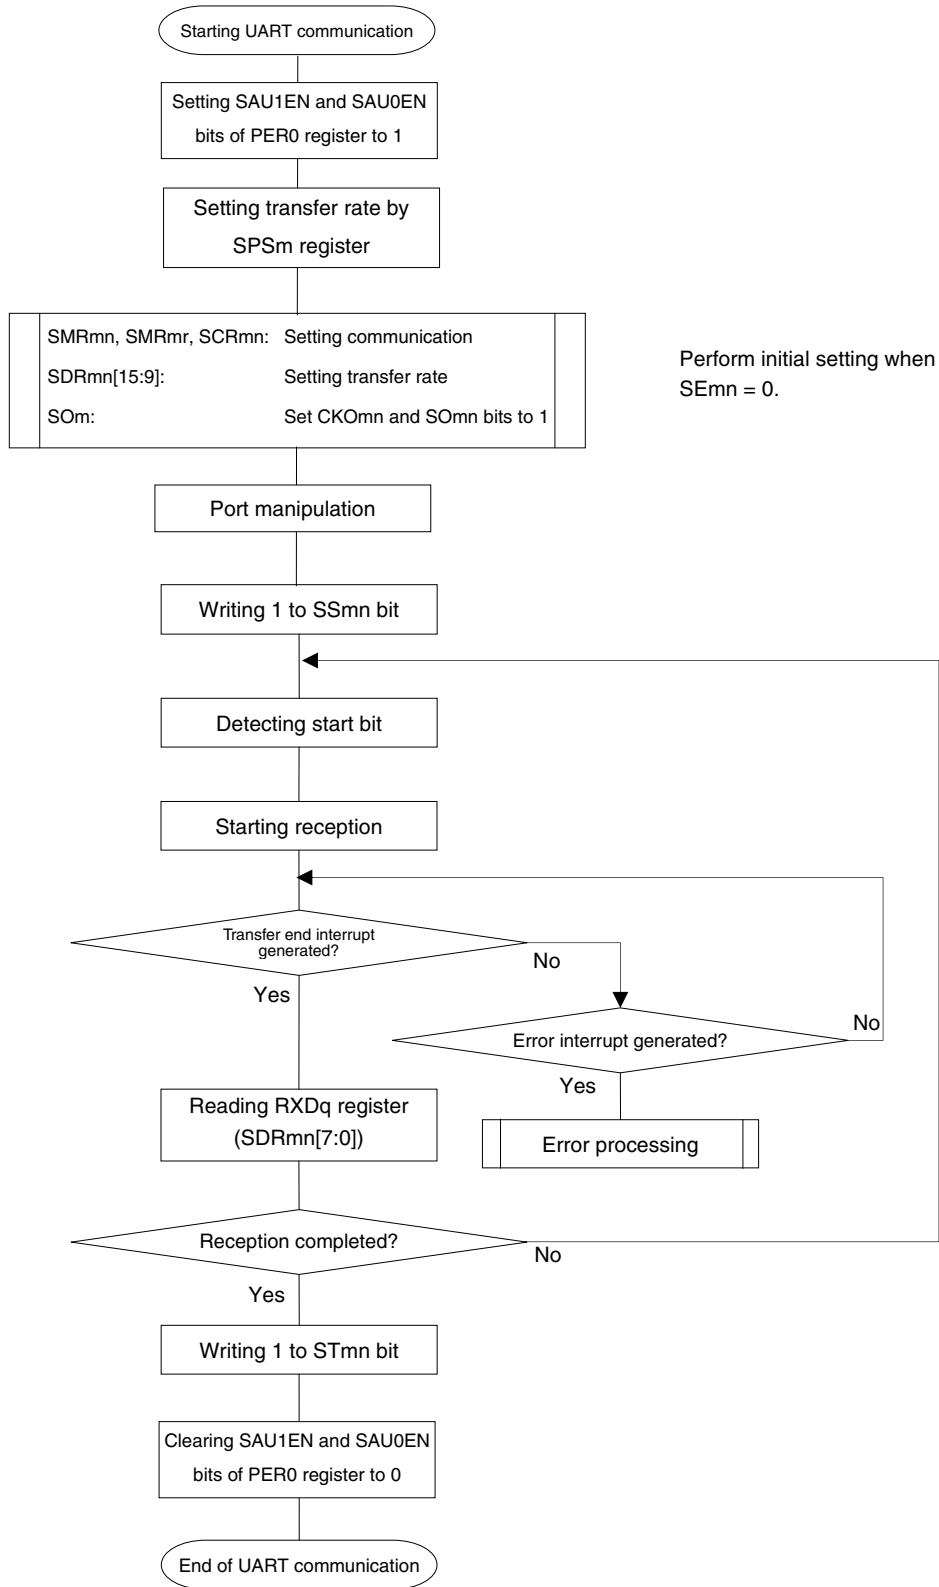 Starting UART communication
Setting SAU1EN and SAU0EN
bits of PER0 register to 1
Setting transfer rate by
SPSm register
SMRmn, SMRmr, SCRmn: Setting communication
SDRmn[15:9]: Setting transfer rate
SOm: Set CKOmn and SOmn bits to 1
Perform initial setting when
SEmn = 0.
Port manipulation
Writing 1 to SSmn bit
Detecting start bit
Starting reception
Transfer end interrupt
generated?
No
Yes
Error interrupt generated?
No
Yes
Error processing
Reading RXDq register
(SDRmn[7:0])
Reception completed?
No
Yes
Writing 1 to STmn bit
Clearing SAU1EN and SAU0EN
bits of PER0 register to 0
End of UART communication